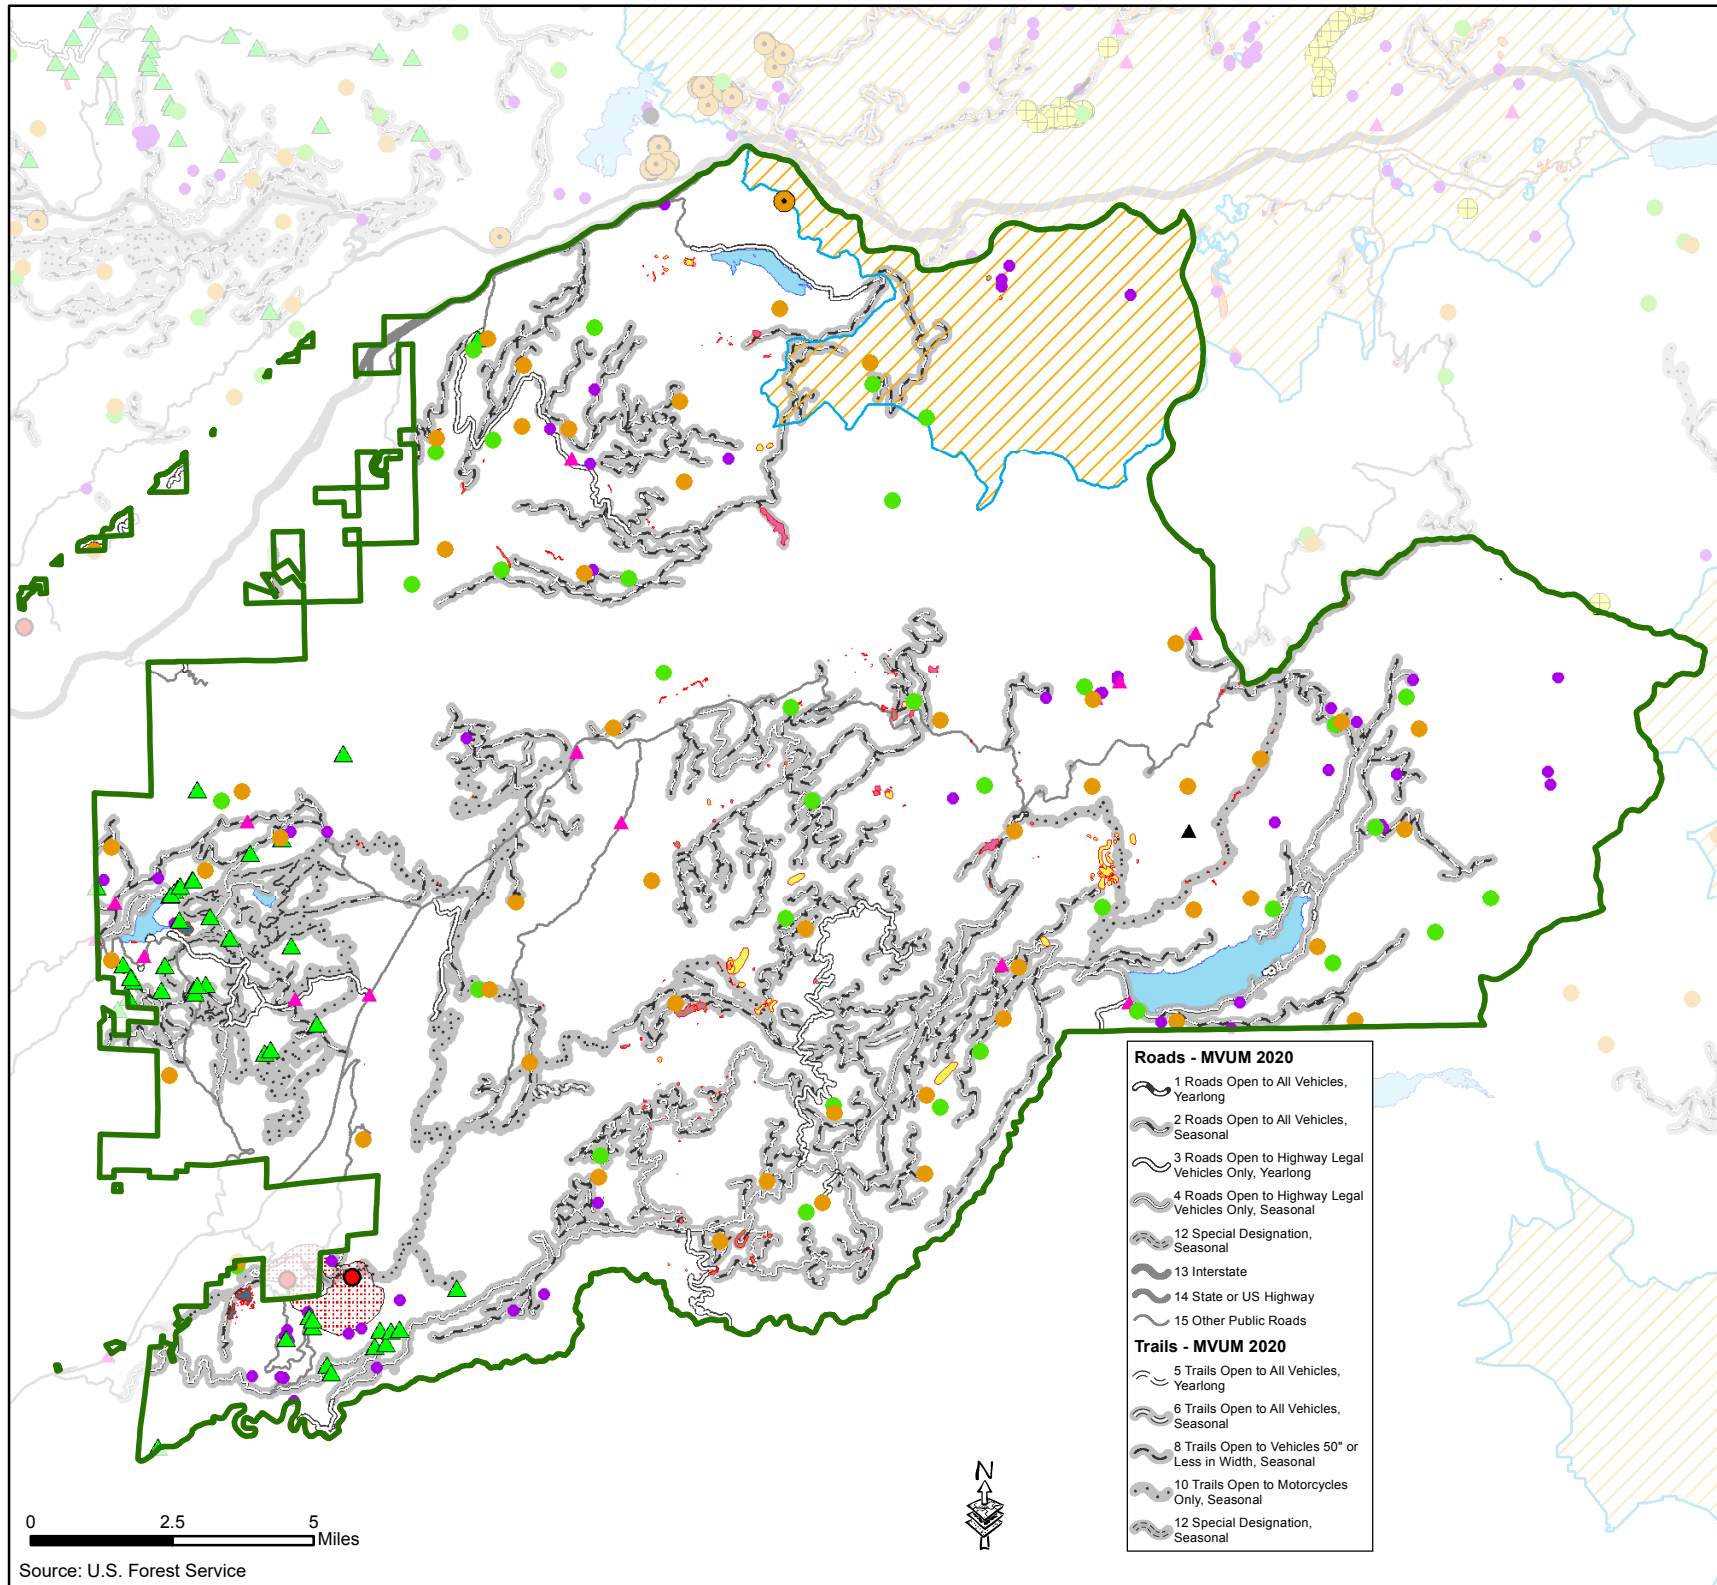 Roads - MVUM 2020
1 Roads Open to All Vehicles,
Yearlong
2 Roads Open to All Vehicles,
Seasonal
3 Roads Open to Highway Legal
Vehicles Only, Yearlong
4 Roads Open to Highway Legal
Vehicles Only, Seasonal
12 Special Designation,
Seasonal
13 Interstate
14 State or US Highway
15 Other Public Roads
Trails - MVUM 2020
5 Trails Open to All Vehicles,
Yearlong
6 Trails Open to All Vehicles,
Seasonal
8 Trails Open to Vehicles 50" or
Less in Width, Seasonal
10 Trails Open to Motorcycles
Only, Seasonal
12 Special Designation,
Seasonal
N
0 2.5 5
Miles
Source: U.S. Forest Service